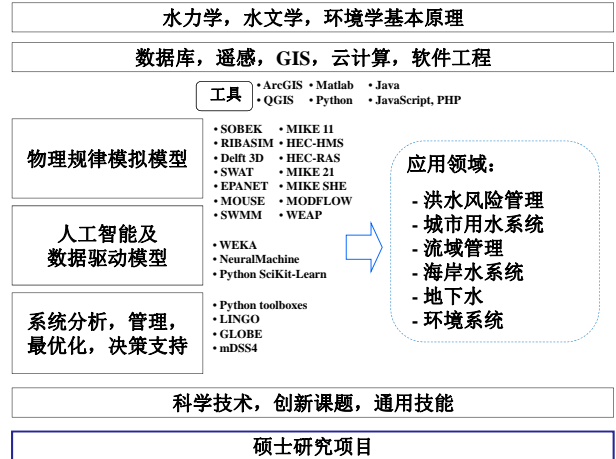 水力学，水文学，环境学基本原理
数据库，遥感，GIS，云计算，软件工程
工具
• ArcGIS • Matlab • Java
• QGIS • Python • JavaScript, PHP
物理规律模拟模型
• SOBEK • MIKE 11
• RIBASIM • HEC-HMS
• Delft 3D • HEC-RAS
• SWAT • MIKE 21
• EPANET • MIKE SHE
• MOUSE • MODFLOW
• SWMM • WEAP
人工智能及
数据驱动模型
• WEKA
• NeuralMachine
• Python SciKit-Learn
系统分析，管理，
最优化，决策支持
• Python toolboxes
• LINGO
• GLOBE
• mDSS4
应用领域：
- 洪水风险管理
- 城市用水系统
- 流域管理
- 海岸水系统
- 地下水
- 环境系统
科学技术，创新课题，通用技能
硕士研究项目